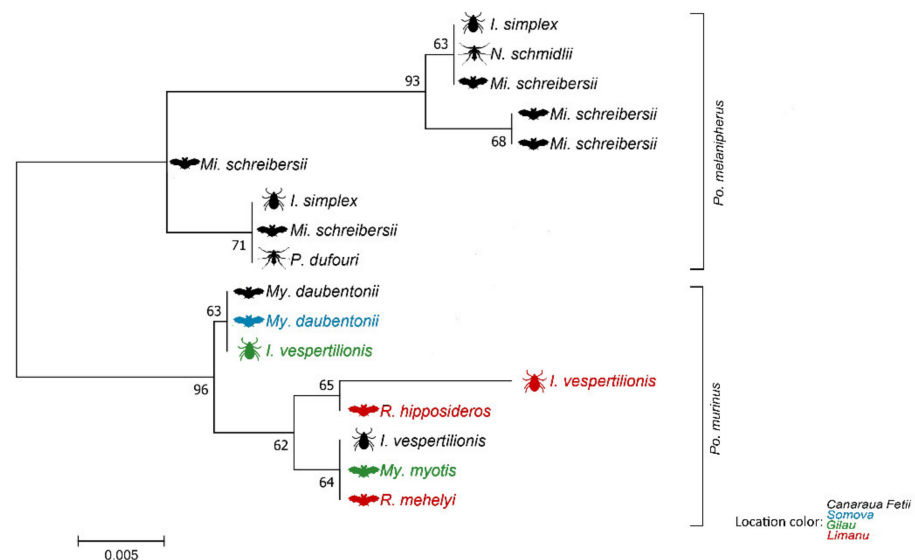 I. simplex
63
N. schmidlii
93
Mi. schreibersii
Mi. schreibersii
68
Mi. schreibersii
Po. melanipherus
Mi. schreibersii
I. simplex
Mi. schreibersii
71
P. dufouri
My. daubentonii
63
My. daubentonii
I. vespertilionis
96
65
I. vespertilionis
R. hipposideros
Po. murinus
62
I. vespertilionis
My. myotis
64
R. mehelyi
Location color:
Canaraua Fetii
Somova
Gilau
Limanu
0.005